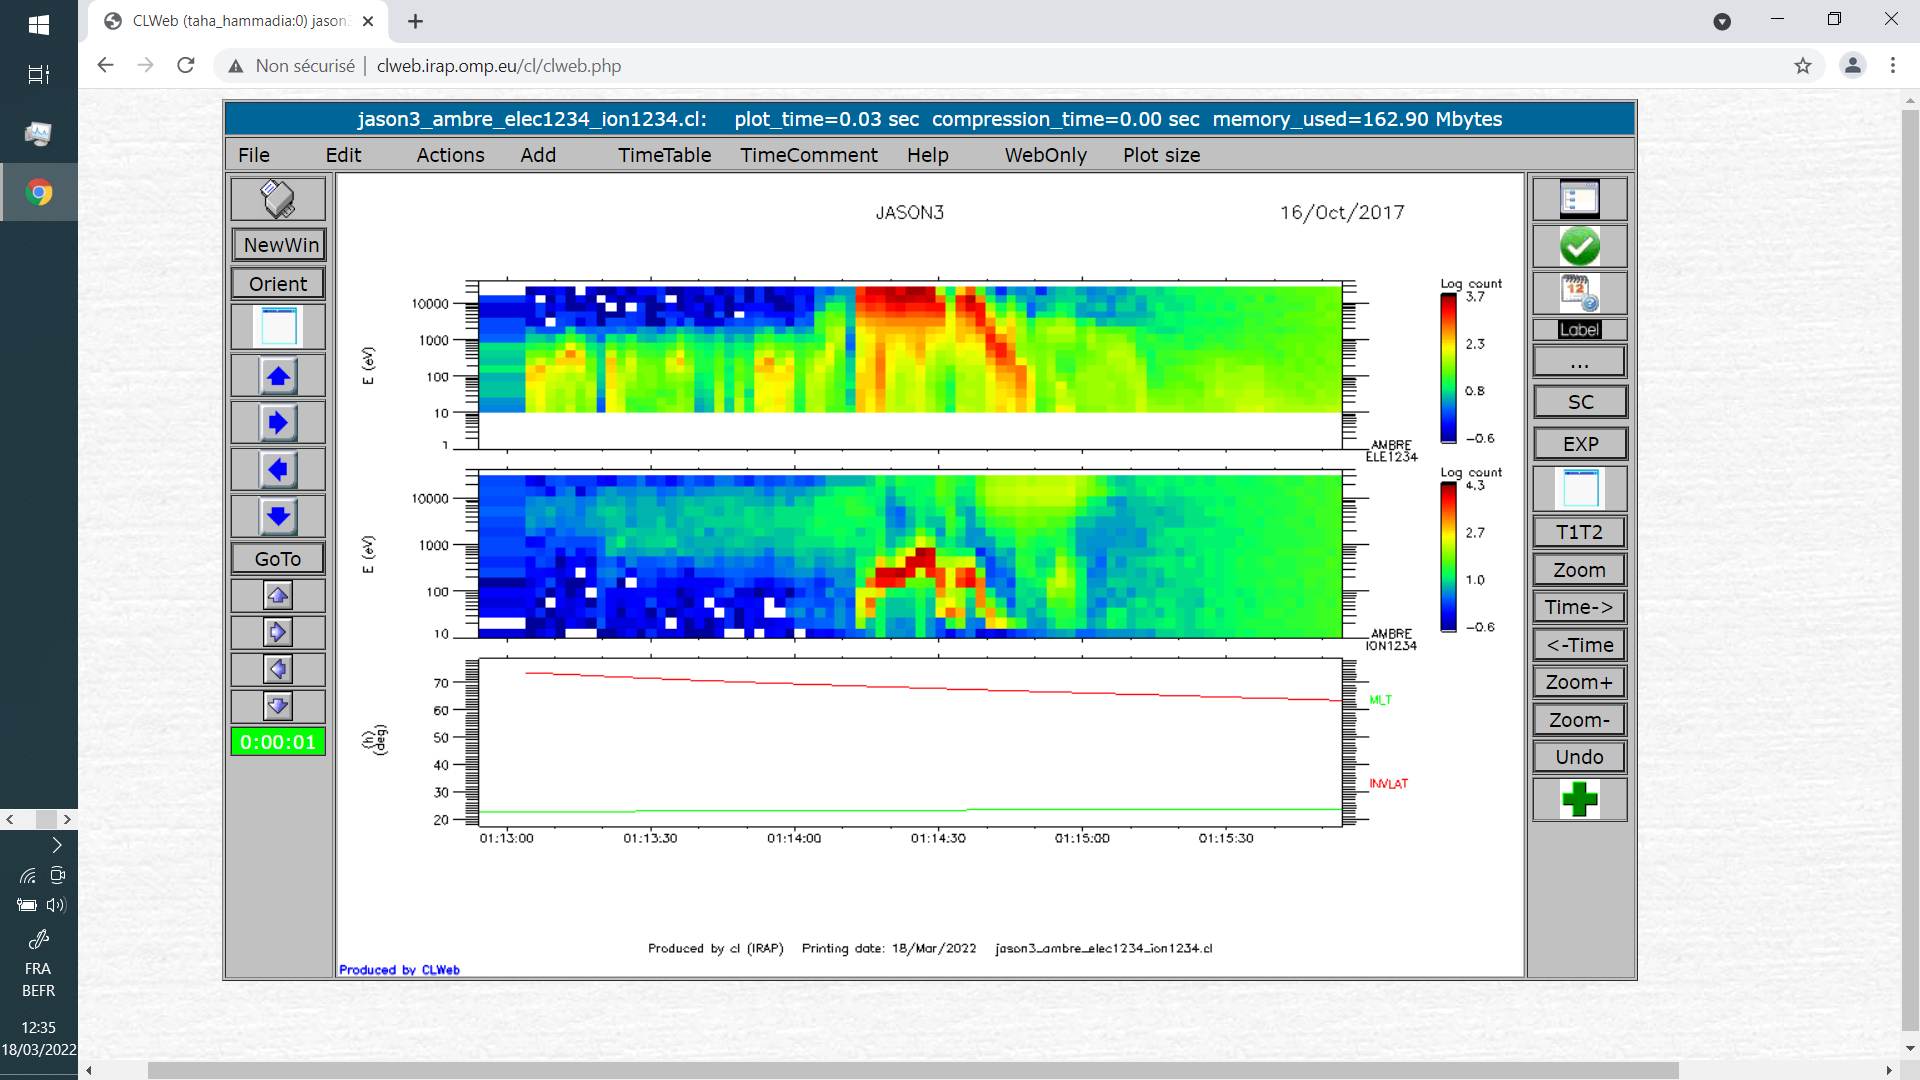 CLWeb (taha_hammadia:0) jason3
Non sécurisé | clweb.irap.omp.eu/cl/clweb.php
jason3_ambre_elec1234_ion1234.cl: plot_time=0.03 sec compression_time=0.00 sec memory_used=162.90 Mbytes
File Edit Actions Add TimeTable TimeComment Help WebOnly Plot size
NewWin
Orient
GoTo
0:00:01
JASON3 16/Oct/2017
E (eV)
10000
1000
100
10
1
Log count
3.7
2.3
0.8
-0.6
AMBRE
ELE1234
E (eV)
10000
1000
100
10
Log count
4.3
2.7
1.0
-0.6
AMBRE
ION1234
(h)
(deg)
70
60
50
40
30
20
MLT
INVLAT
01:13:00 01:13:30 01:14:00 01:14:30 01:15:00 01:15:30
Produced by cl (IRAP) Printing date: 18/Mar/2022 jason3_ambre_elec1234_ion1234.cl
Produced by CLWeb
12
Label
...
SC
EXP
T1T2
Zoom
Time->
<-Time
Zoom+
Zoom-
Undo
FRA
BEFR
12:35
18/03/2022